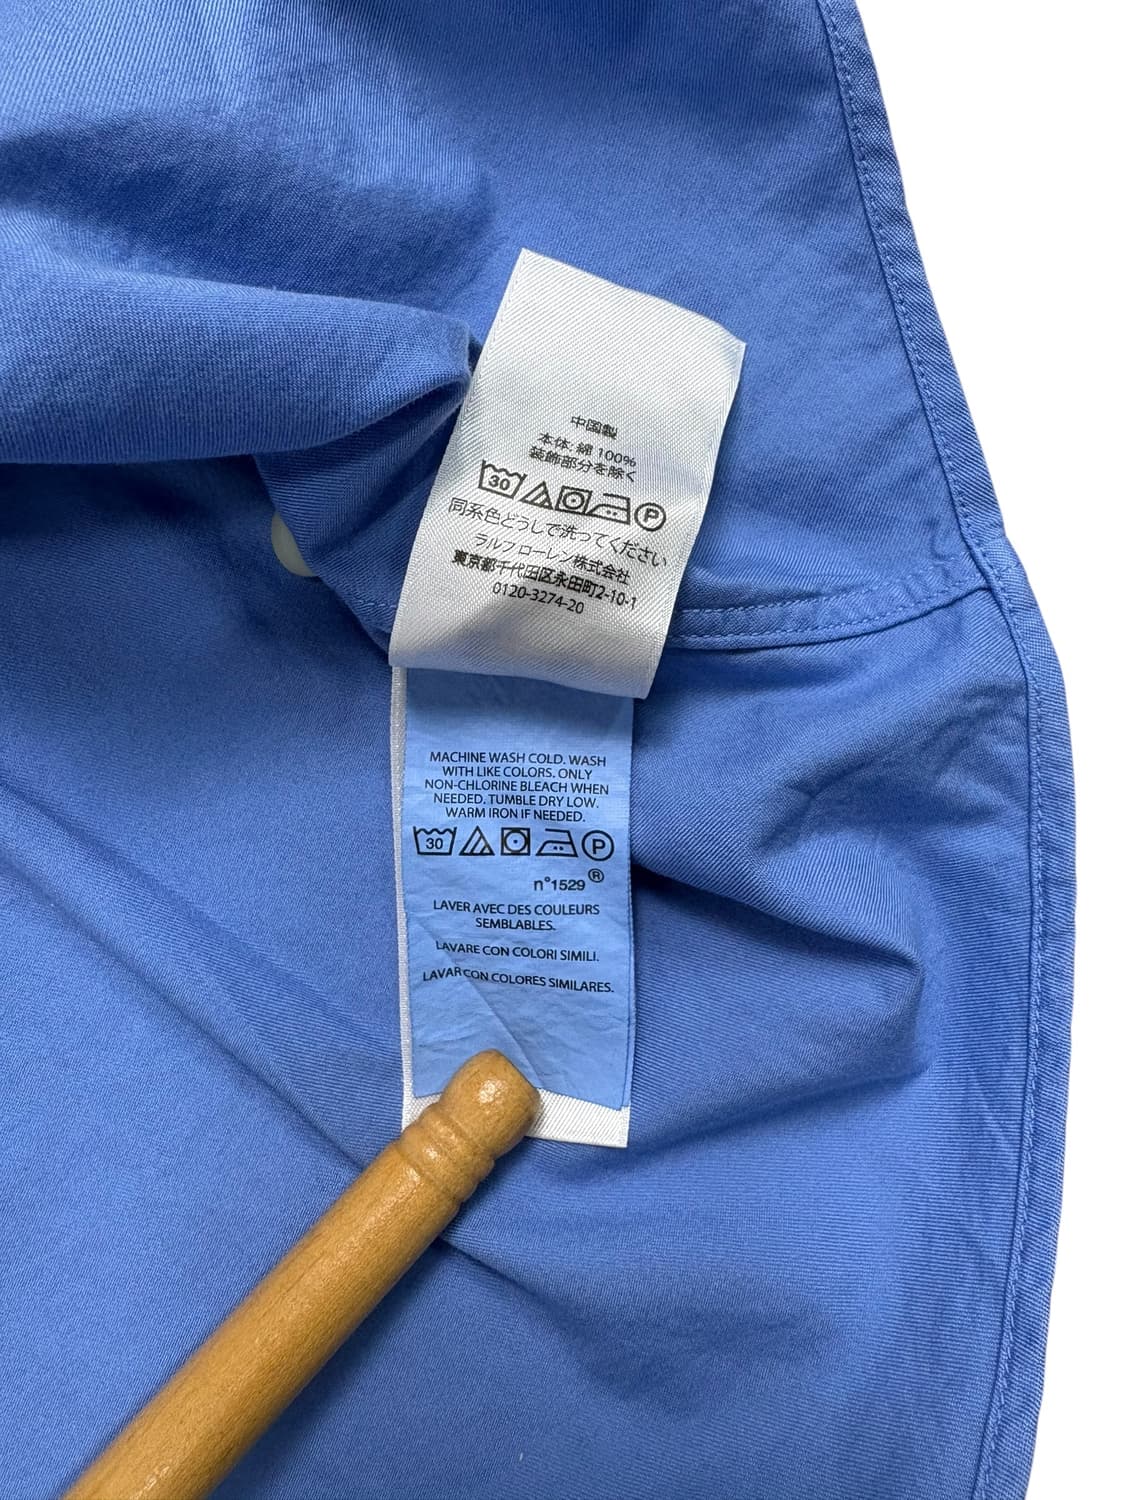 中国製
本体: 綿 100%
装飾部分を除く
30 P
同系色どうしで洗ってください
ラルフ ローレン株式会社
東京都千代田区永田町2-10-1
0120-3274-20
MACHINE WASH COLD. WASH
WITH LIKE COLORS. ONLY
NON-CHLORINE BLEACH WHEN
NEEDED. TUMBLE DRY LOW.
WARM IRON IF NEEDED.
30 P
n°1529 ®
LAVER AVEC DES COULEURS
SEMBLABLES.
LAVARE CON COLORI SIMILI.
LAVAR CON COLORES SIMILARES.